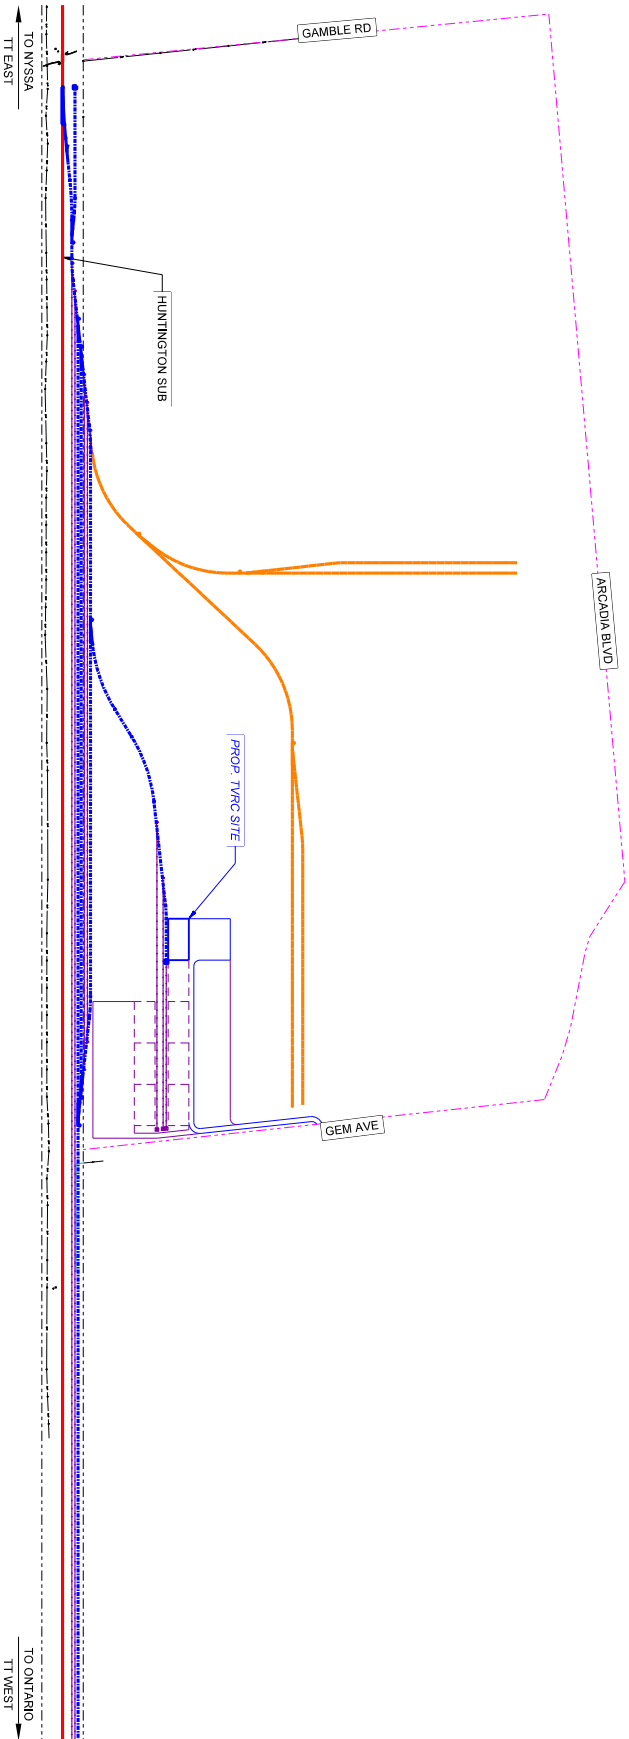 GAMBLE RD
TO NYSSA
TT EAST
HUNTINGTON SUB
ARCADIA BLVD
PROP. TVRC SITE
GEM AVE
TO ONTARIO
TT WEST